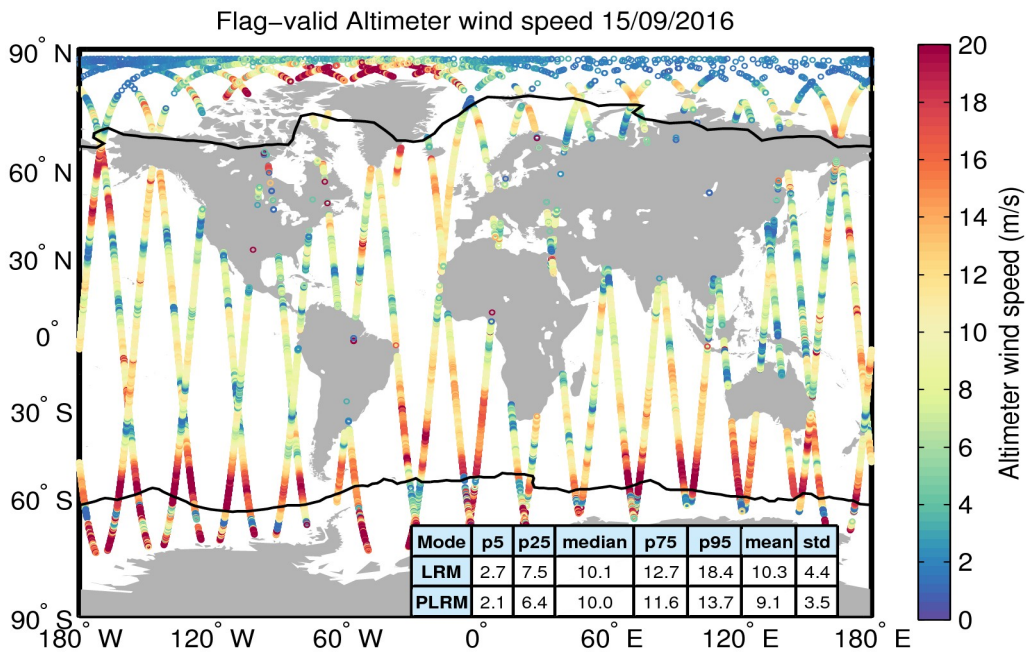 Flag−valid Altimeter wind speed 15/09/2016
90° N
60° N
30° N
0°
30° S
60° S
90° S
180° W
120° W
60° W
0°
60° E
120° E
180° E
Mode p5 p25 median p75 p95 mean std
LRM 2.7 7.5 10.1 12.7 18.4 10.3 4.4
PLRM 2.1 6.4 10.0 11.6 13.7 9.1 3.5
20
18
16
14
12
10
8
6
4
2
0
Altimeter wind speed (m/s)